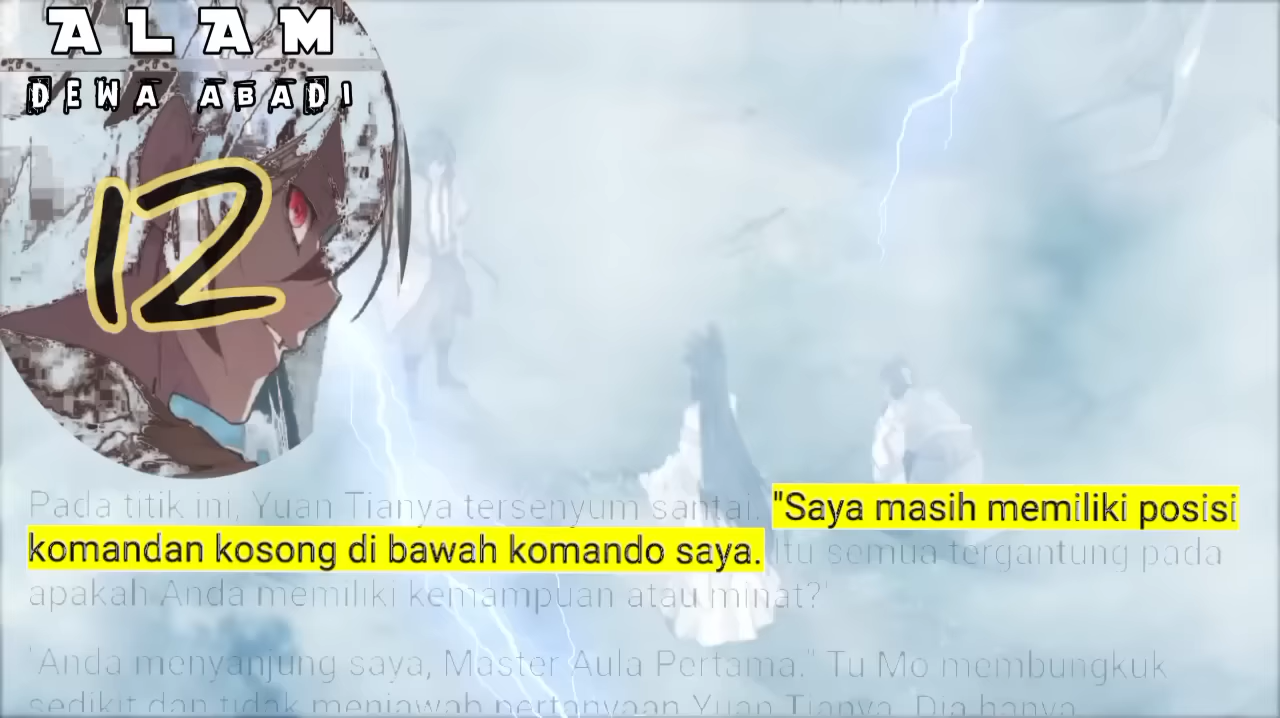 ALAM
DEWA ABADI
12
Pada titik ini, Yuan Tianya tersenyum santai. "Saya masih memiliki posisi
komandan kosong di bawah komando saya. Itu semua tergantung pada
apakah Anda memiliki kemampuan atau minat?'
'Anda menyanjung saya, Master Aula Pertama." Tu Mo membungkuk
sedikit dan tidak menjawab pertanyaan Yuan Tianya. Dia hanya